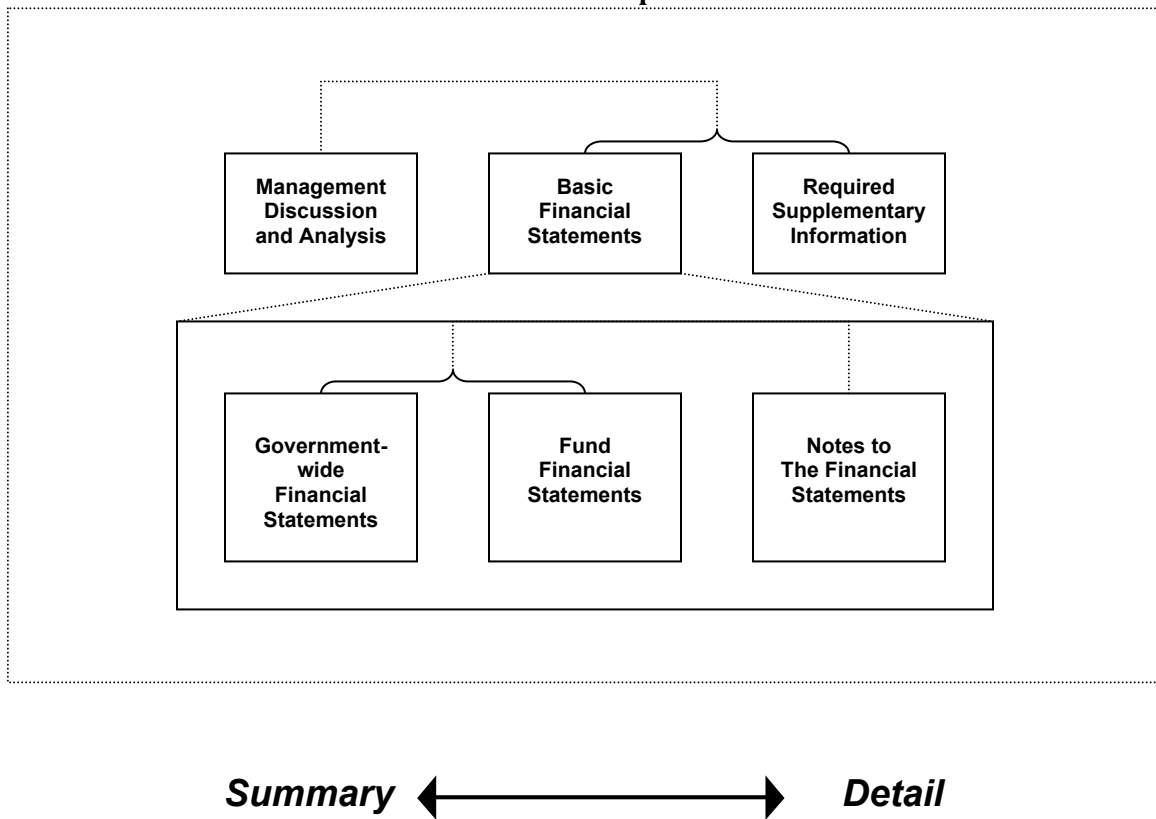 Management
Discussion
and Analysis
Basic
Financial
Statements
Required
Supplementary
Information
Government-
wide
Financial
Statements
Fund
Financial
Statements
Notes to
The Financial
Statements
Summary
Detail